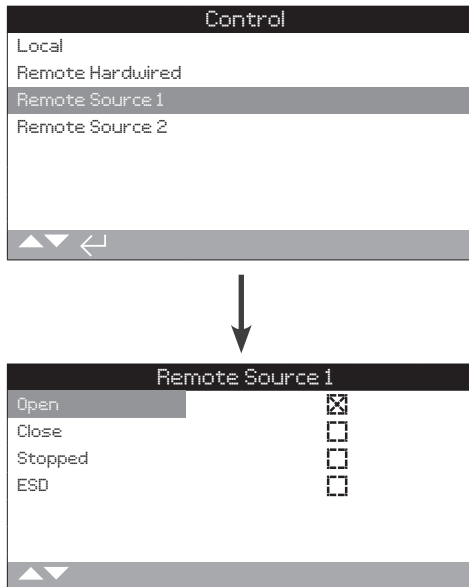 Control
Local
Remote Hardwired
Remote Source 1
Remote Source 2
Remote Source 1
Open
Close
Stopped
ESD